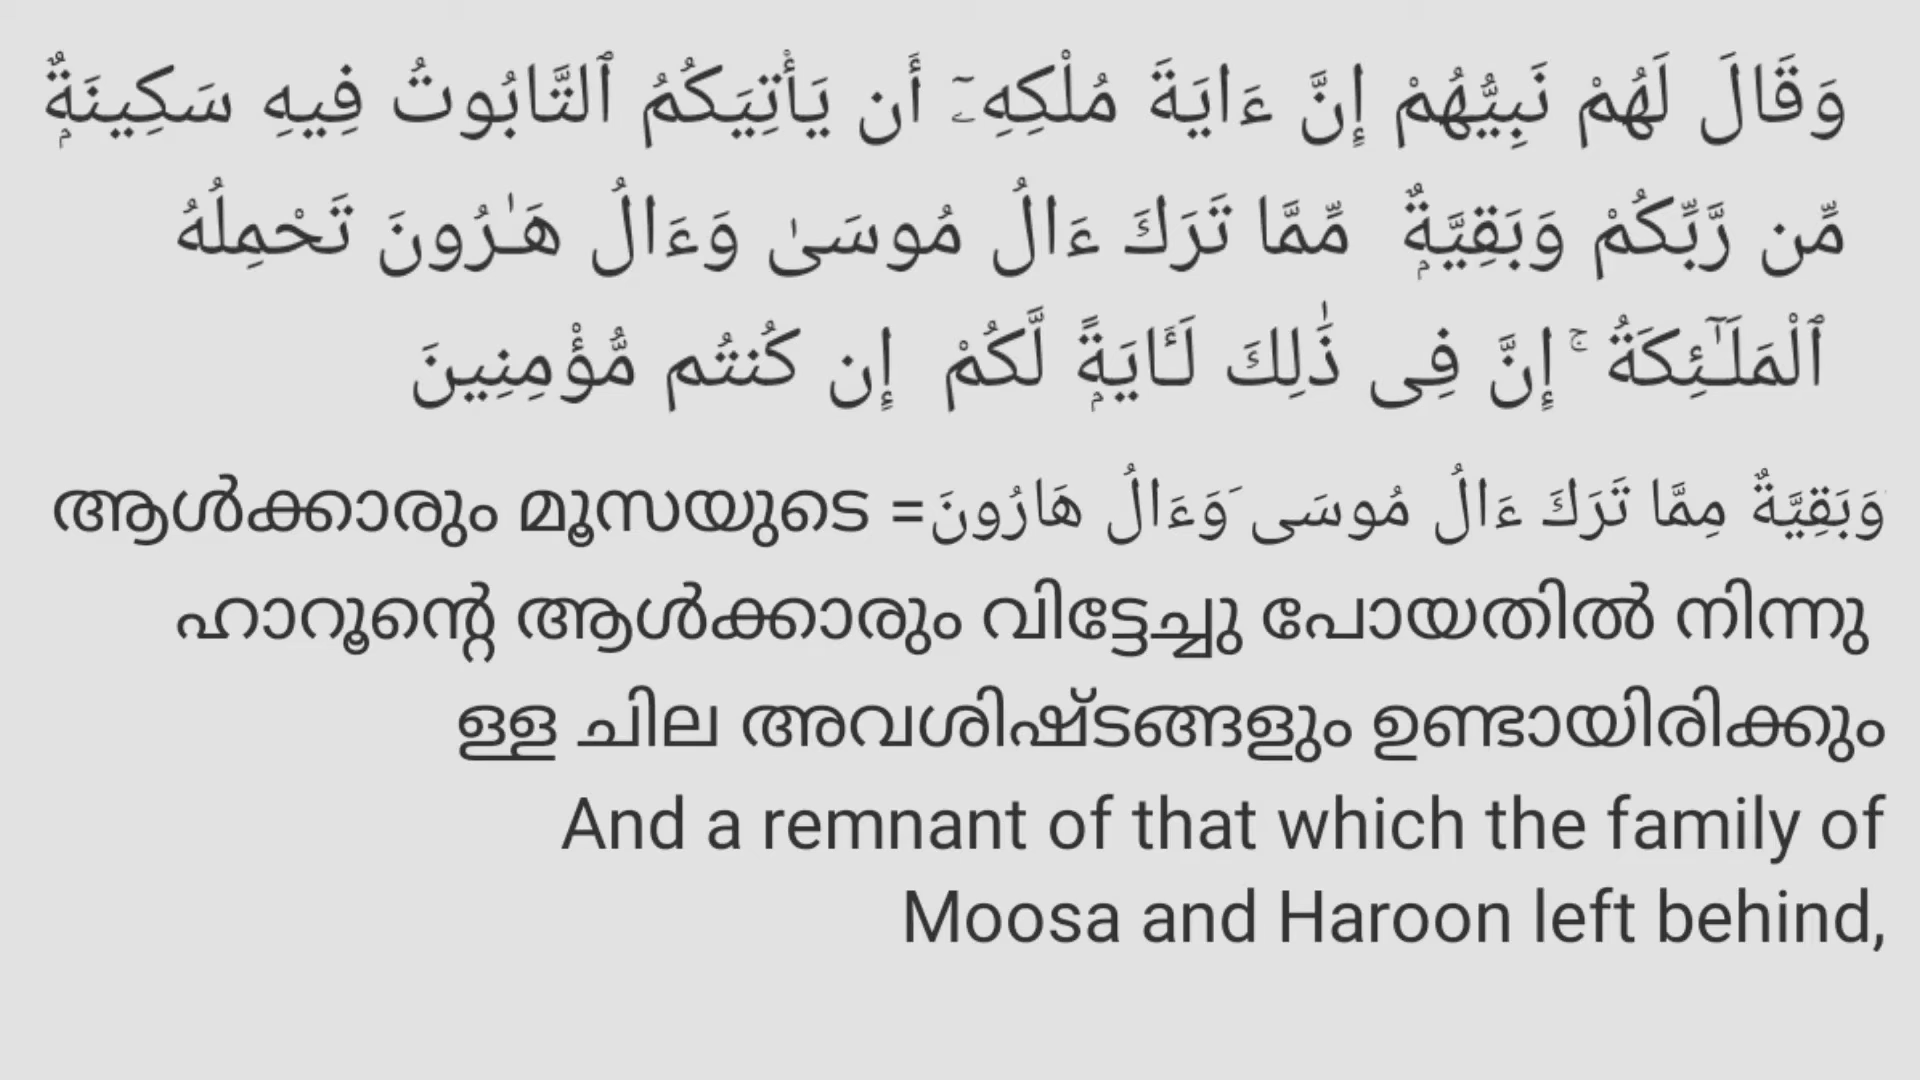 وَقَالَ لَهُمْ نَبِيُّهُمْ إِنَّ ءَايَةَ مُلْكِهِۦٓ أَن يَأْتِيَكُمُ ٱلتَّابُوتُ فِيهِ سَكِينَةٌۭ
مِّن رَّبِّكُمْ وَبَقِيَّةٌۭ مِّمَّا تَرَكَ ءَالُ مُوسَىٰ وَءَالُ هَـٰرُونَ تَحْمِلُهُ
ٱلْمَلَـٰٓئِكَةُ ۚ إِنَّ فِى ذَٰلِكَ لَـَٔايَةًۭ لَّكُمْ إِن كُنتُم مُّؤْمِنِينَ
وَبَقِيَّةٌ مِمَّا تَرَكَ ءَالُ مُوسَى َوَءَالُ هَارُونَ= ആൾക്കാരും മൂസയുടെ
ഹാറൂന്റെ ആൾക്കാരും വിട്ടേച്ചു പോയതിൽ നിന്നു
ള്ള ചില അവശിഷ്ടങ്ങളും ഉണ്ടായിരിക്കും
And a remnant of that which the family of
Moosa and Haroon left behind,